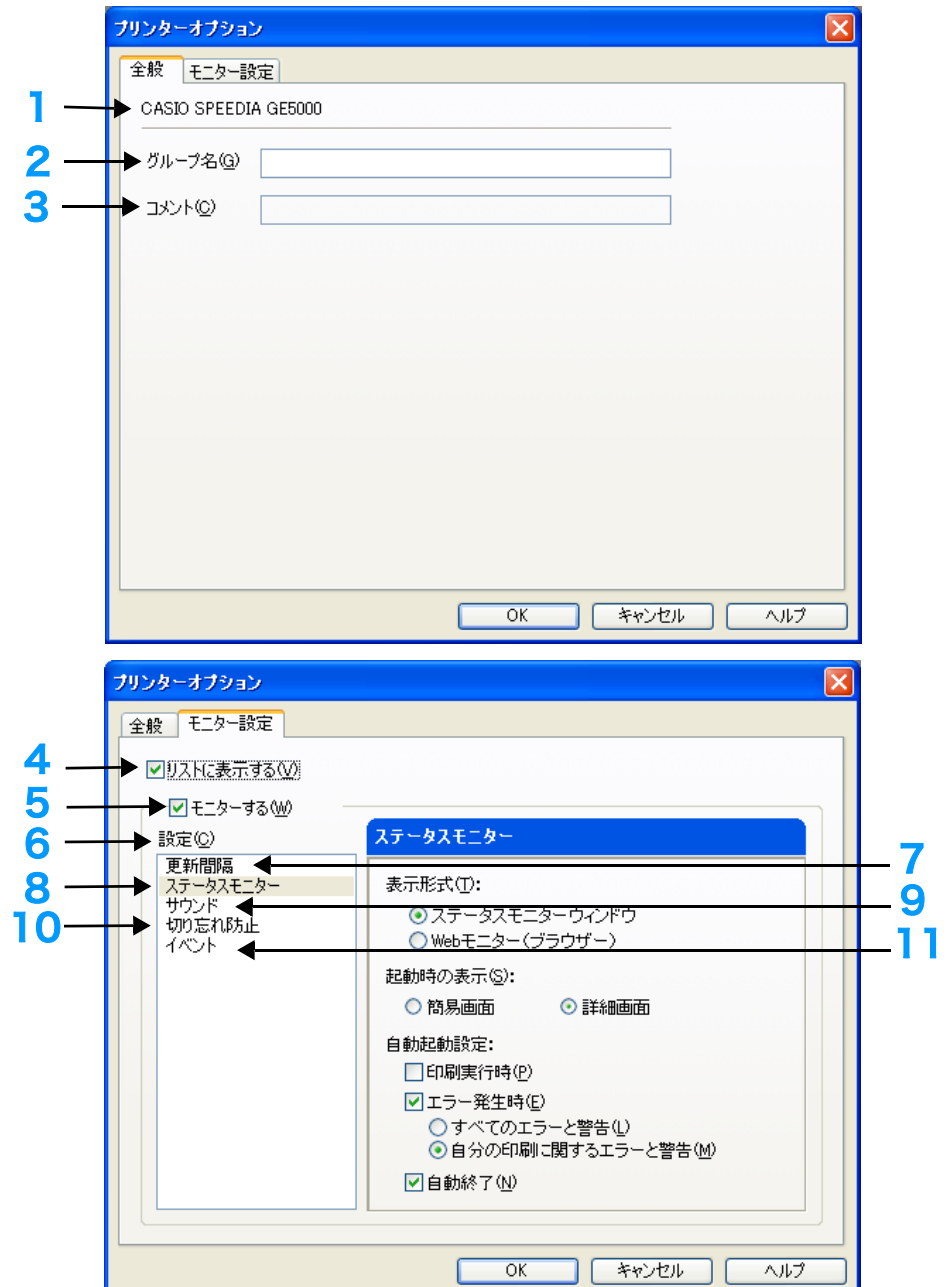 プリンターオプション
全般 モニター設定
1 CASIO SPEEDIA GE5000
2 グループ名(G)
3 コメント(C)
OK キャンセル ヘルプ
プリンターオプション
全般 モニター設定
4 リストに表示する(V)
5 モニターする(W)
6 設定(C) ステータスモニター
更新間隔 7
8 ステータスモニター 表示形式(T):
サウンド ステータスモニターウィンドウ 9
10 切り忘れ防止 Webモニター(ブラウザー)
イベント 11
起動時の表示(S):
簡易画面 詳細画面
自動起動設定:
印刷実行時(P)
エラー発生時(E)
すべてのエラーと警告(L)
自分の印刷に関するエラーと警告(M)
自動終了(N)
OK キャンセル ヘルプ